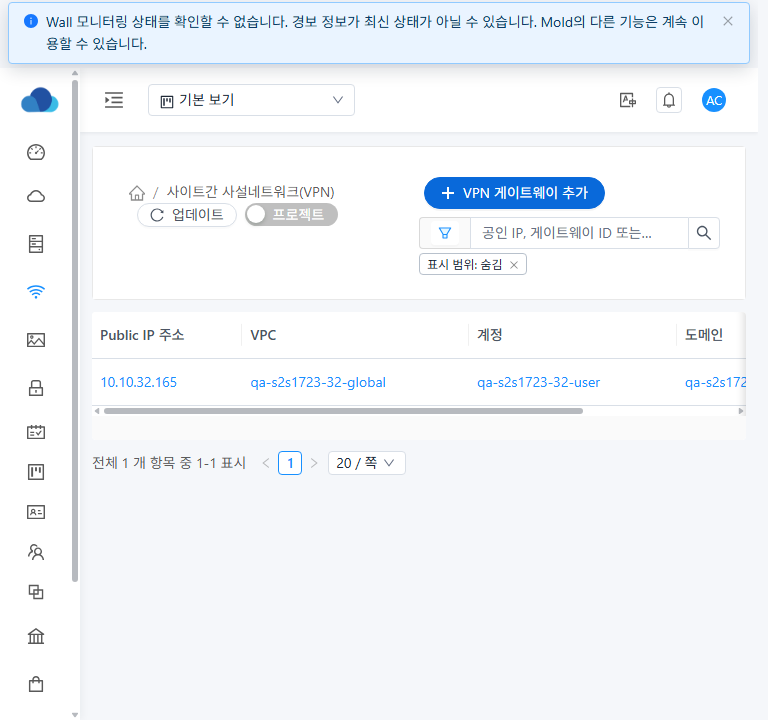 Wall 모니터링 상태를 확인할 수 없습니다. 경보 정보가 최신 상태가 아닐 수 있습니다. Mold의 다른 기능은 계속 이
용할 수 있습니다.
기본 보기
AC
/ 사이트간 사설네트워크(VPN)
업데이트
프로젝트
VPN 게이트웨이 추가
공인 IP, 게이트웨이 ID 또는...
표시 범위: 숨김
Public IP 주소 VPC 계정 도메인
10.10.32.165 qa-s2s1723-32-global qa-s2s1723-32-user qa-s2s172
전체 1 개 항목 중 1-1 표시 1 20 / 쪽